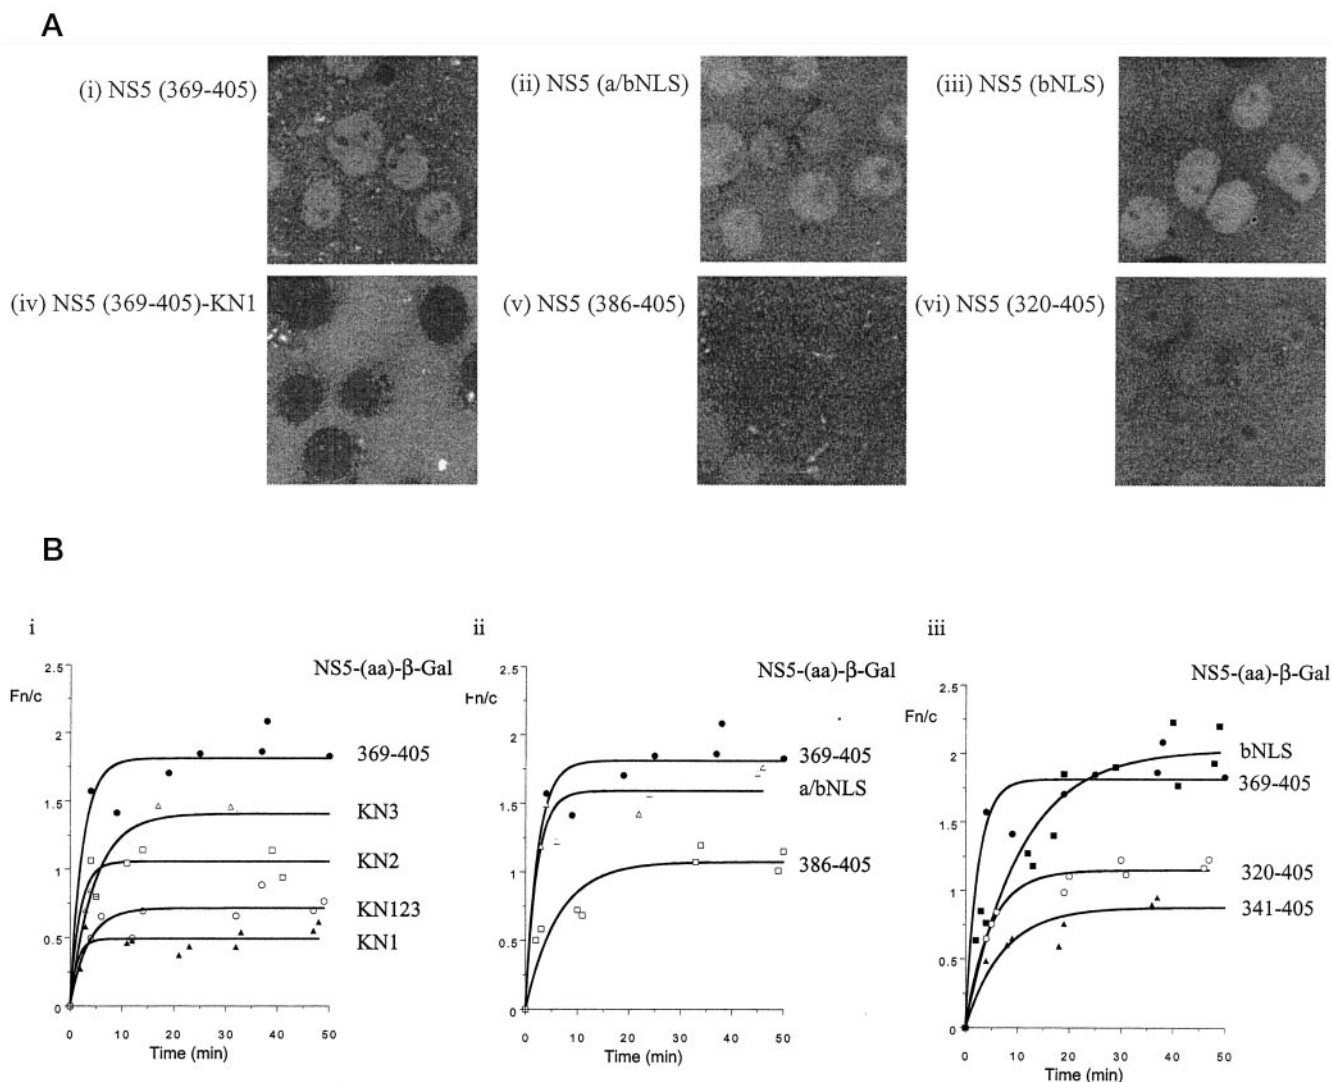 A
(i) NS5 (369-405)
(ii) NS5 (a/bNLS)
(iii) NS5 (bNLS)
(iv) NS5 (369-405)-KN1
(v) NS5 (386-405)
(vi) NS5 (320-405)
B
i
2.5
NS5-(aa)-β-Gal
Fn/c
2
369-405
1.5
KN3
KN2
1
KN123
0.5
KN1
0
0 10 20 30 40 50
Time (min)
ii
2.5
NS5-(aa)-β-Gal
Fn/c
2
369-405
a/bNLS
1.5
1
386-405
0.5
0
0 10 20 30 40 50
Time (min)
iii
2.5
NS5-(aa)-β-Gal
Fn/c
bNLS
2
369-405
1.5
320-405
1
341-405
0.5
0
0 10 20 30 40 50
Time (min)